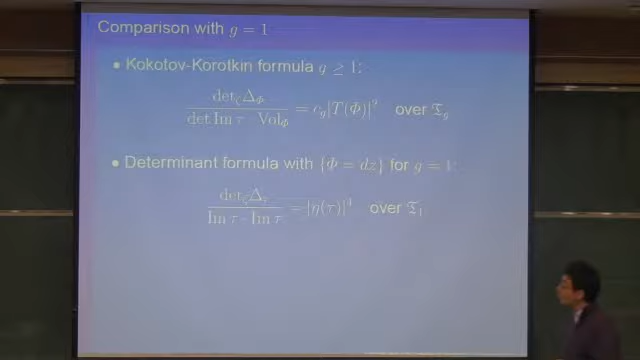 Comparison with g = 1
• Kokotov-Korotkin formula g ≥ 1:
det_ζ Δ_Φ / det Im τ · Vol_Φ = c_g |T(Φ)|² over 𝔗_g
• Determinant formula with {Φ = dz} for g = 1:
det_ζ Δ_τ / Im τ · Im τ = |η(τ)| over 𝔗_1